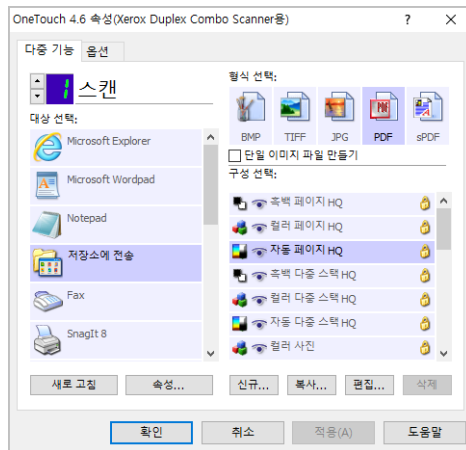 OneTouch 4.6 속성(Xerox Duplex Combo Scanner용)
다중 기능 옵션
1 스캔
대상 선택:
Microsoft Explorer
Microsoft Wordpad
Notepad
저장소에 전송
Fax
SnagIt 8
새로 고침 속성...
형식 선택:
BMP TIFF JPG PDF sPDF
단일 이미지 파일 만들기
구성 선택:
흑백 페이지 HQ
컬러 페이지 HQ
자동 페이지 HQ
흑백 다중 스택 HQ
컬러 다중 스택 HQ
자동 다중 스택 HQ
컬러 사진
신규... 복사... 편집... 삭제
확인 취소 적용(A) 도움말